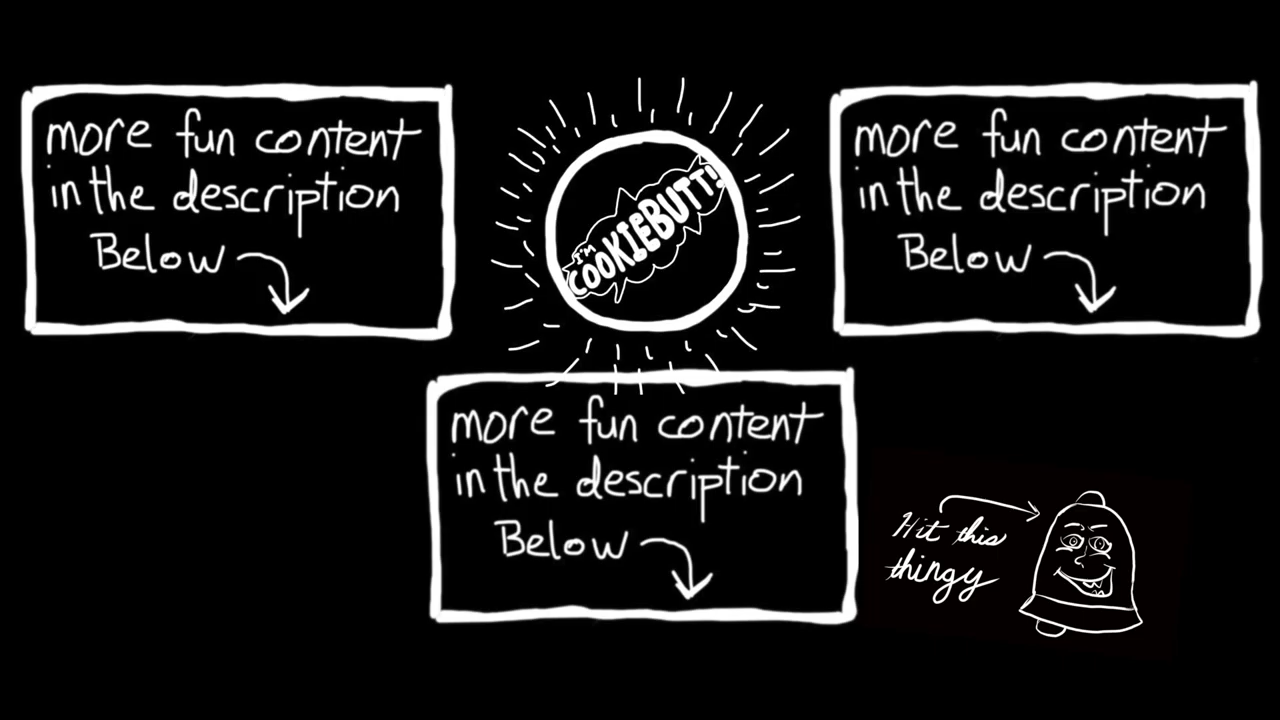 more fun content
in the description
Below
I'M
COOKIEBUTT!
more fun content
in the description
Below
more fun content
in the description
Below
Hit this
thingy